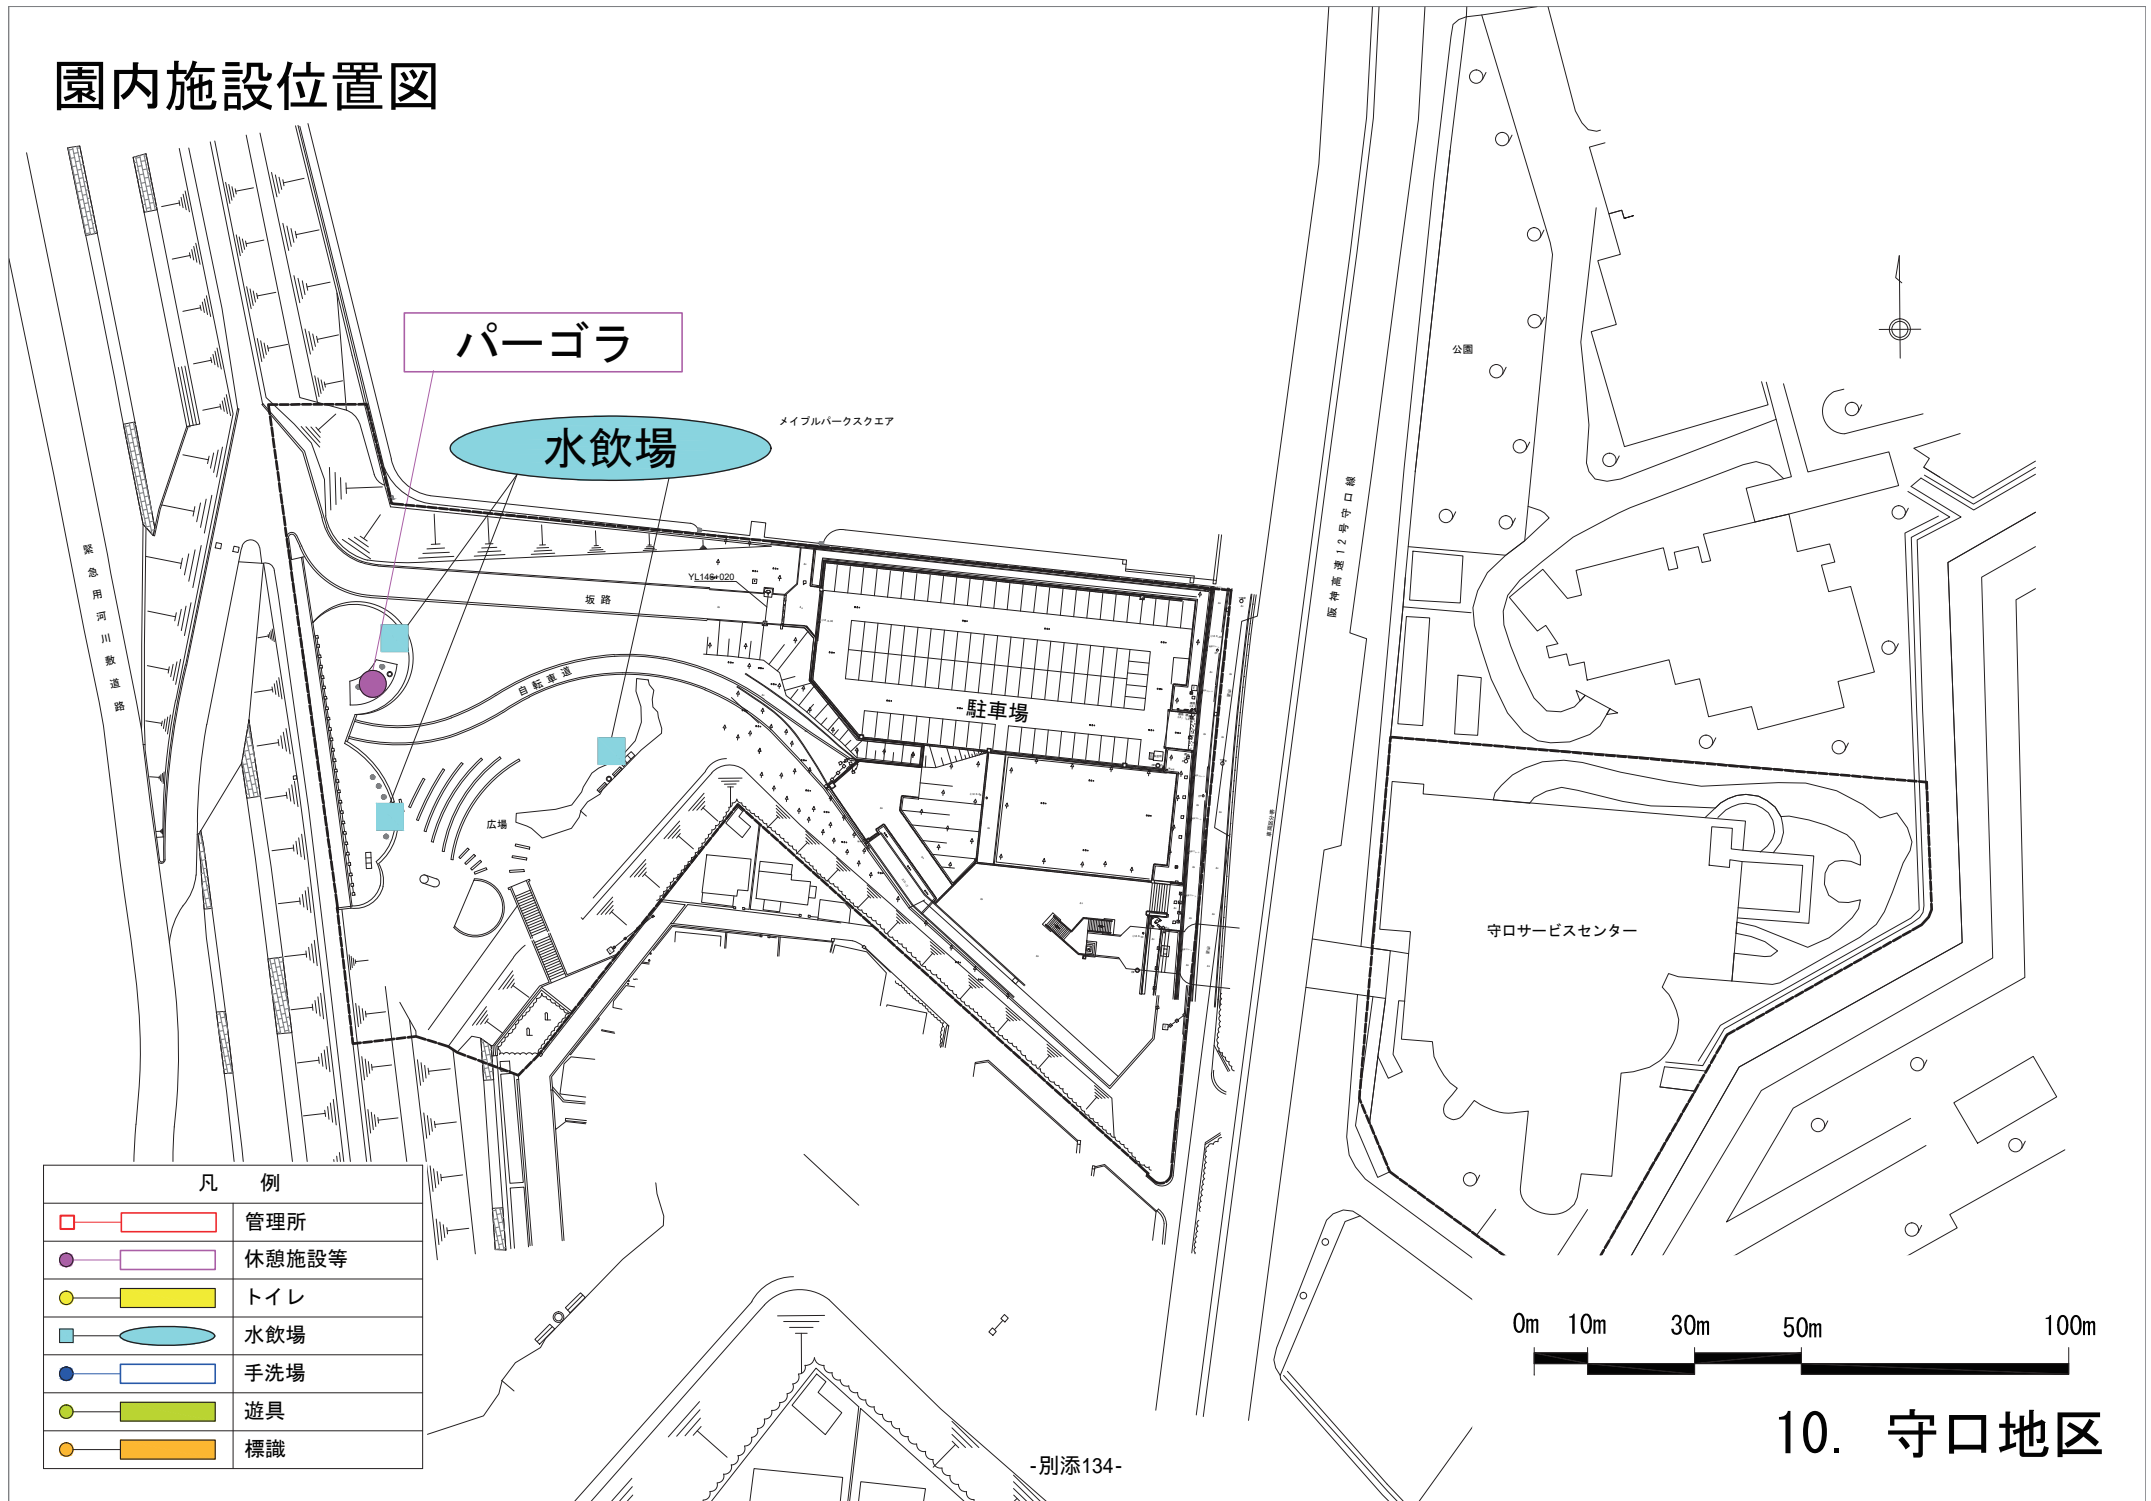 園内施設位置図
パーゴラ
水飲場
メイプルパークスクエア
公園
阪神高速12号守口線
緊急用河川敷道路
YL146+020
坂路
自転車道
駐車場
広場
守口サービスセンター
凡 例
管理所
休憩施設等
トイレ
水飲場
手洗場
遊具
標識
0m 10m 30m 50m 100m
10. 守口地区
-別添134-